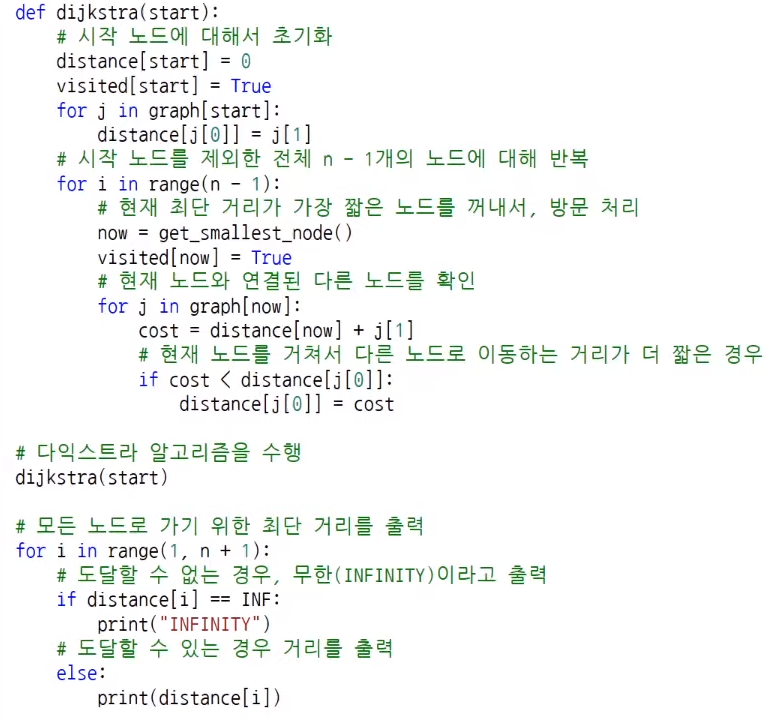 def dijkstra(start):
    # 시작 노드에 대해서 초기화
    distance[start] = 0
    visited[start] = True
    for j in graph[start]:
        distance[j[0]] = j[1]
    # 시작 노드를 제외한 전체 n - 1개의 노드에 대해 반복
    for i in range(n - 1):
        # 현재 최단 거리가 가장 짧은 노드를 꺼내서, 방문 처리
        now = get_smallest_node()
        visited[now] = True
        # 현재 노드와 연결된 다른 노드를 확인
        for j in graph[now]:
            cost = distance[now] + j[1]
            # 현재 노드를 거쳐서 다른 노드로 이동하는 거리가 더 짧은 경우
            if cost < distance[j[0]]:
                distance[j[0]] = cost

# 다익스트라 알고리즘을 수행
dijkstra(start)

# 모든 노드로 가기 위한 최단 거리를 출력
for i in range(1, n + 1):
    # 도달할 수 없는 경우, 무한(INFINITY)이라고 출력
    if distance[i] == INF:
        print("INFINITY")
    # 도달할 수 있는 경우 거리를 출력
    else:
        print(distance[i])